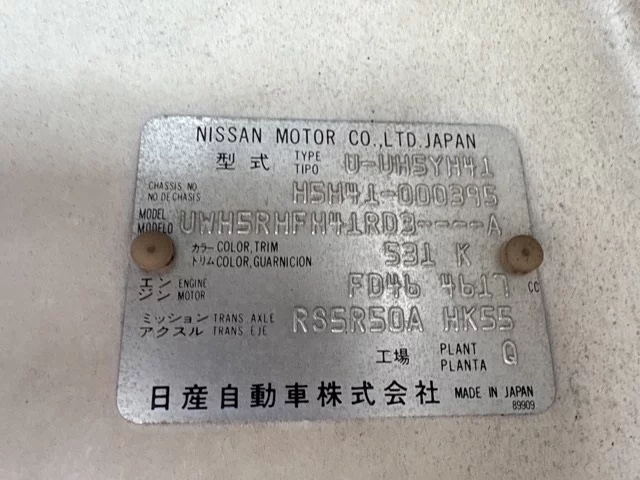 NISSAN MOTOR CO.,LTD.JAPAN
型式 TYPE TIPO U-UH5YH41
CHASSIS NO NO DE CHASIS H5H41-000395
MODEL MODELO UWH5RHFH41RD3----A
カラー COLOR,TRIM トリム COLOR,GUARNICION 531 K
エンジン ENGINE MOTOR FD46 4617 CC
ミッション TRANS. AXLE アクスル TRANS. EJE RS5R50A HK55
工場 PLANT PLANTA Q
日産自動車株式会社 MADE IN JAPAN
89909